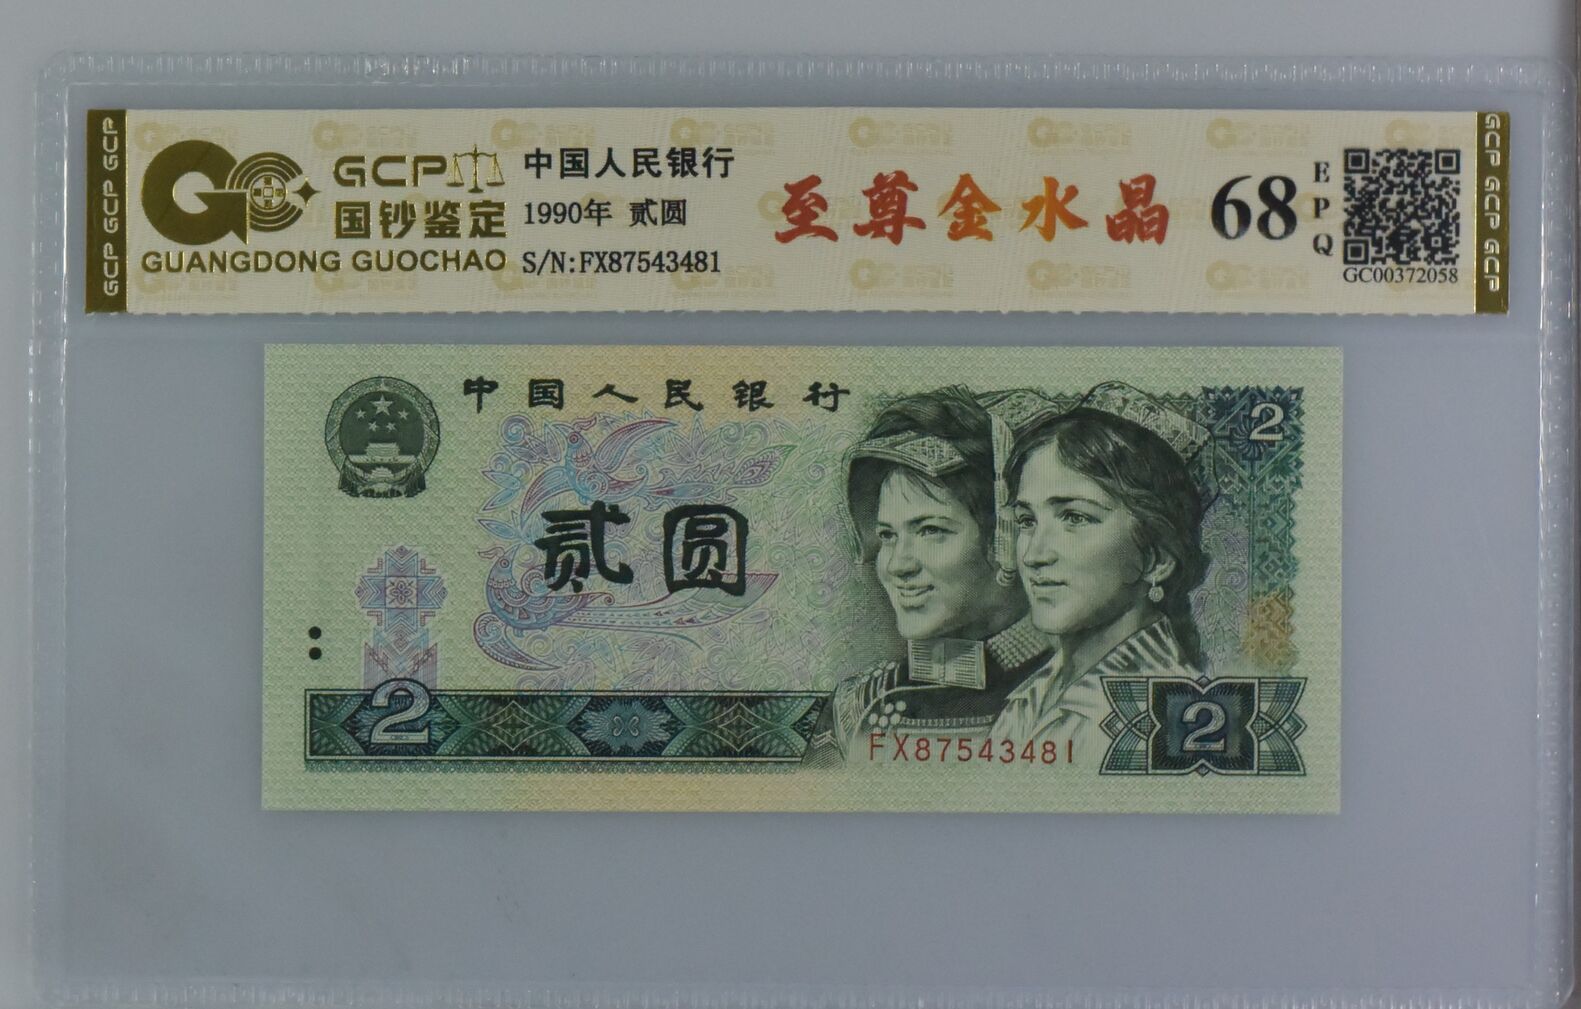 GCP GCP GCP
GCP
国钞鉴定
GUANGDONG GUOCHAO
中国人民银行
1990年 贰圆
S/N:FX87543481
至尊金水晶
68
EPQ
GC00372058
GCP GCP GCP
中国人民银行
2
贰圆
2
FX87543481
2